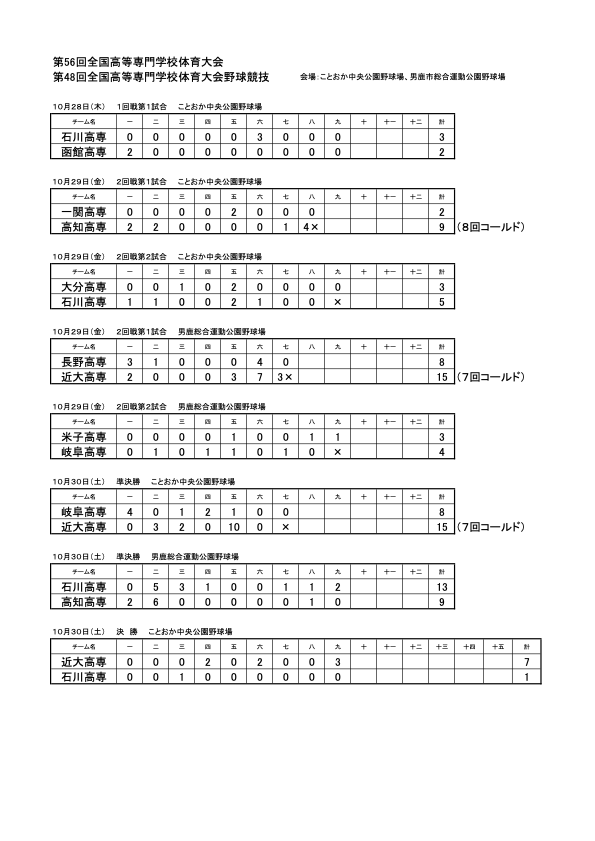 第56回全国高等専門学校体育大会
第48回全国高等専門学校体育大会野球競技 会場：ことおか中央公園野球場、男鹿市総合運動公園野球場
10月28日（木） 1回戦第1試合 ことおか中央公園野球場
チーム名 一 二 三 四 五 六 七 八 九 十 十一 十二 計
石川高専 0 0 0 0 0 3 0 0 0 3
函館高専 2 0 0 0 0 0 0 0 0 2
10月29日（金） 2回戦第1試合 ことおか中央公園野球場
チーム名 一 二 三 四 五 六 七 八 九 十 十一 十二 計
一関高専 0 0 0 0 2 0 0 0 2
高知高専 2 2 0 0 0 0 1 4× 9 （8回コールド）
10月29日（金） 2回戦第2試合 ことおか中央公園野球場
チーム名 一 二 三 四 五 六 七 八 九 十 十一 十二 計
大分高専 0 0 1 0 2 0 0 0 0 3
石川高専 1 1 0 0 2 1 0 0 × 5
10月29日（金） 2回戦第1試合 男鹿総合運動公園野球場
チーム名 一 二 三 四 五 六 七 八 九 十 十一 十二 計
長野高専 3 1 0 0 0 4 0 8
近大高専 2 0 0 0 3 7 3× 15 （7回コールド）
10月29日（金） 2回戦第2試合 男鹿総合運動公園野球場
チーム名 一 二 三 四 五 六 七 八 九 十 十一 十二 計
米子高専 0 0 0 0 1 0 0 1 1 3
岐阜高専 0 1 0 1 1 0 1 0 × 4
10月30日（土） 準決勝 ことおか中央公園野球場
チーム名 一 二 三 四 五 六 七 八 九 十 十一 十二 計
岐阜高専 4 0 1 2 1 0 0 8
近大高専 0 3 2 0 10 0 × 15 （7回コールド）
10月30日（土） 準決勝 男鹿総合運動公園野球場
チーム名 一 二 三 四 五 六 七 八 九 十 十一 十二 計
石川高専 0 5 3 1 0 0 1 1 2 13
高知高専 2 6 0 0 0 0 0 1 0 9
10月30日（土） 決 勝 ことおか中央公園野球場
チーム名 一 二 三 四 五 六 七 八 九 十 十一 十二 十三 十四 十五 計
近大高専 0 0 0 2 0 2 0 0 3 7
石川高専 0 0 1 0 0 0 0 0 0 1